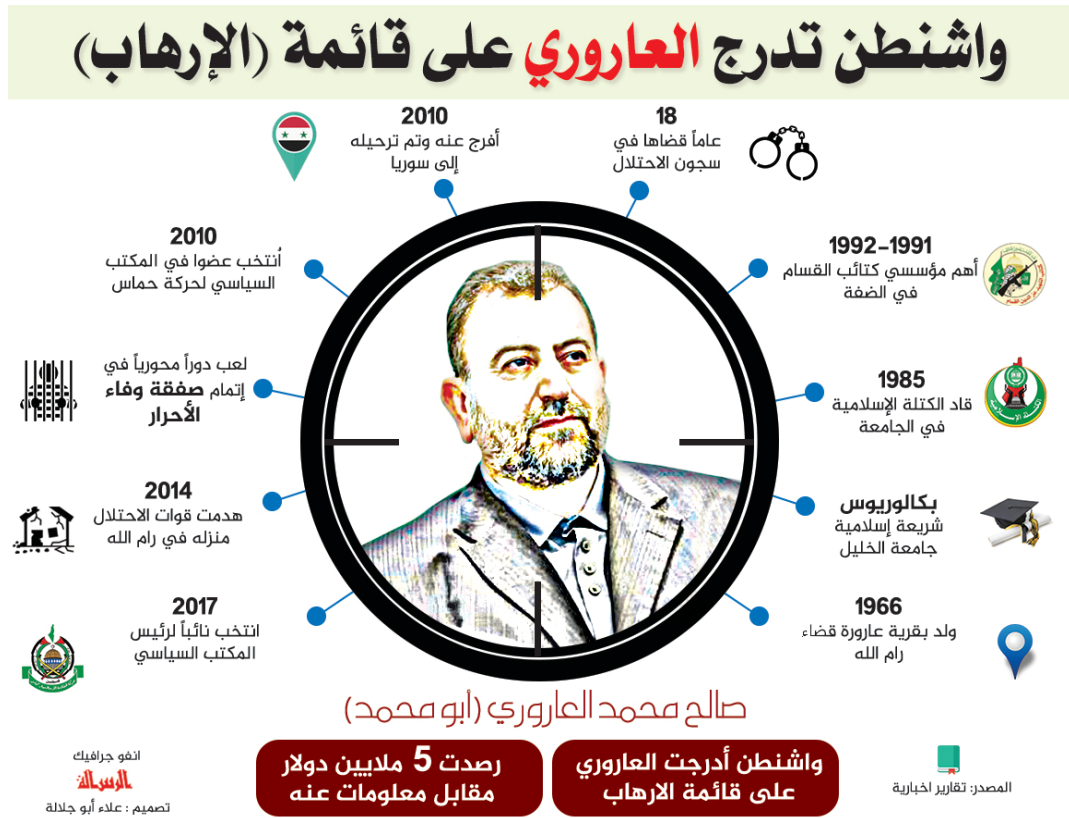 واشنطن تدرج العاروري على قائمة (الإرهاب)
18
عاماً قضاها في
سجون الاحتلال
2010
أفرج عنه وتم ترحيله
إلى سوريا
1991-1992
أهم مؤسسي كتائب القسام
في الضفة
2010
أنتخب عضوا في المكتب
السياسي لحركة حماس
1985
قاد الكتلة الإسلامية
في الجامعة
لعب دوراً محورياً في
إتمام صفقة وفاء
الأحرار
بكالوريوس
شريعة إسلامية
جامعة الخليل
2014
هدمت قوات الاحتلال
منزله في رام الله
1966
ولد بقرية عارورة قضاء
رام الله
2017
انتخب نائباً لرئيس
المكتب السياسي
صالح محمد العاروري (أبو محمد)
واشنطن أدرجت العاروري
على قائمة الارهاب
رصدت 5 ملايين دولار
مقابل معلومات عنه
المصدر: تقارير اخبارية
انفو جرافيك
الرسالة
تصميم : علاء أبو جلالة